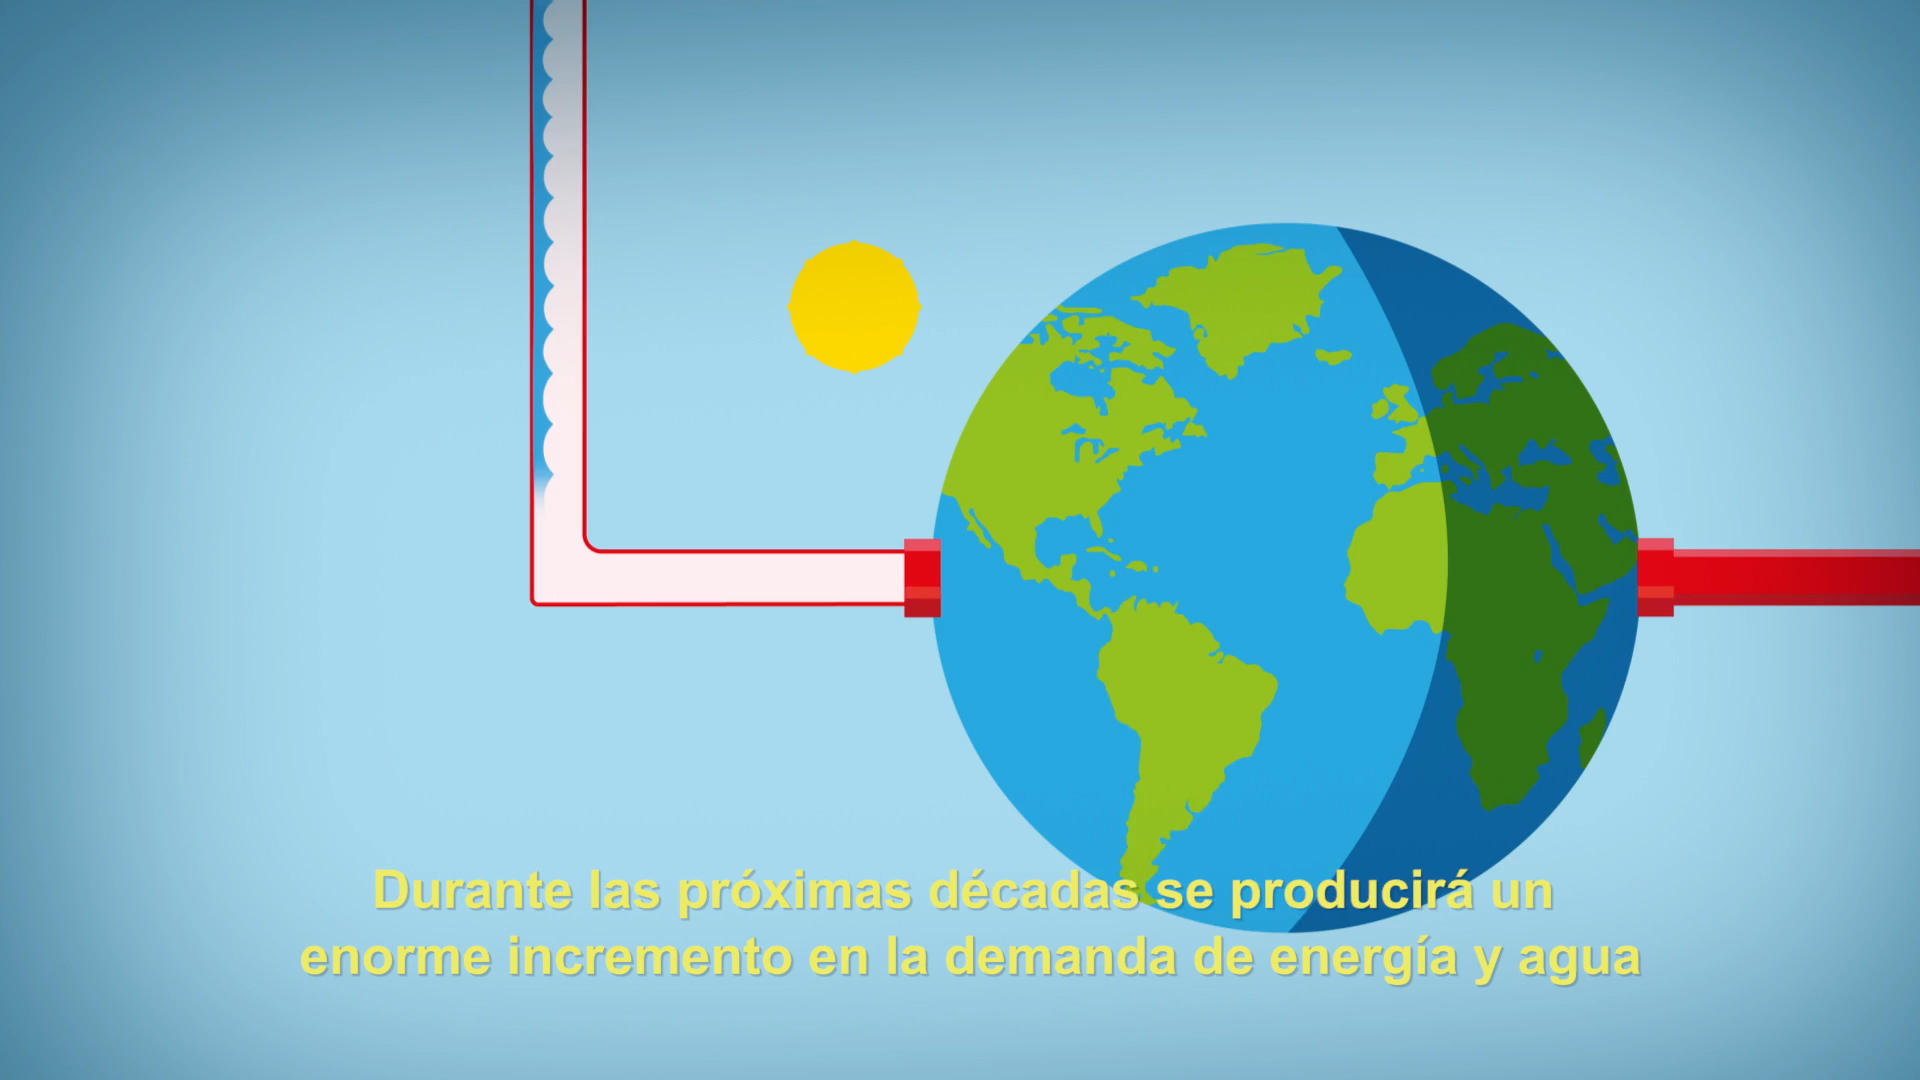 Durante las próximas décadas se producirá un
enorme incremento en la demanda de energía y agua